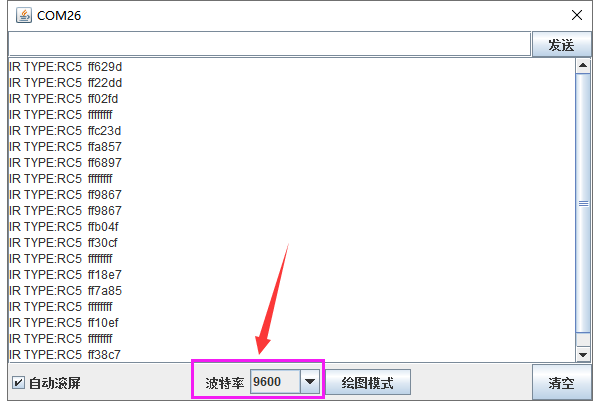 COM26
发送
IR TYPE:RC5 ff629d
IR TYPE:RC5 ff22dd
IR TYPE:RC5 ff02fd
IR TYPE:RC5 ffffffff
IR TYPE:RC5 ffc23d
IR TYPE:RC5 ffa857
IR TYPE:RC5 ff6897
IR TYPE:RC5 ffffffff
IR TYPE:RC5 ff9867
IR TYPE:RC5 ff9867
IR TYPE:RC5 ffb04f
IR TYPE:RC5 ff30cf
IR TYPE:RC5 ffffffff
IR TYPE:RC5 ff18e7
IR TYPE:RC5 ff7a85
IR TYPE:RC5 ffffffff
IR TYPE:RC5 ff10ef
IR TYPE:RC5 ffffffff
IR TYPE:RC5 ff38c7
自动滚屏 波特率 9600 绘图模式 清空